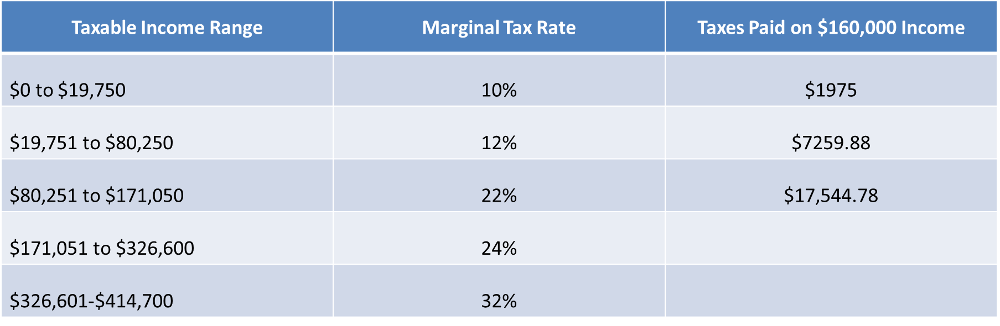 Taxable Income Range Marginal Tax Rate Taxes Paid on $160,000 Income
$0 to $19,750 10% $1975
$19,751 to $80,250 12% $7259.88
$80,251 to $171,050 22% $17,544.78
$171,051 to $326,600 24%
$326,601-$414,700 32%